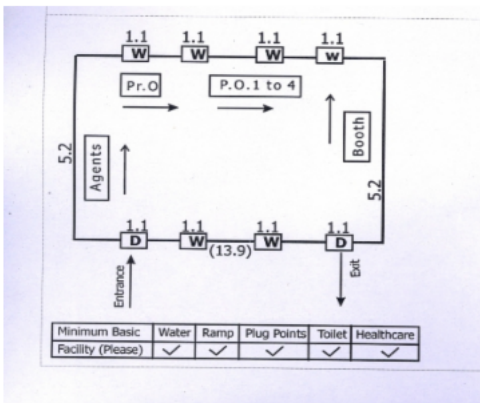 1.1 1.1 1.1 1.1
W W W w
Pr.O P.O.1 to 4
Agents
Booth
5.2
5.2
1.1 1.1 1.1 1.1
D W W D
(13.9)
Entrance
Exit
Minimum Basic Water Ramp Plug Points Toilet Healthcare
Facility (Please) ✓ ✓ ✓ ✓ ✓